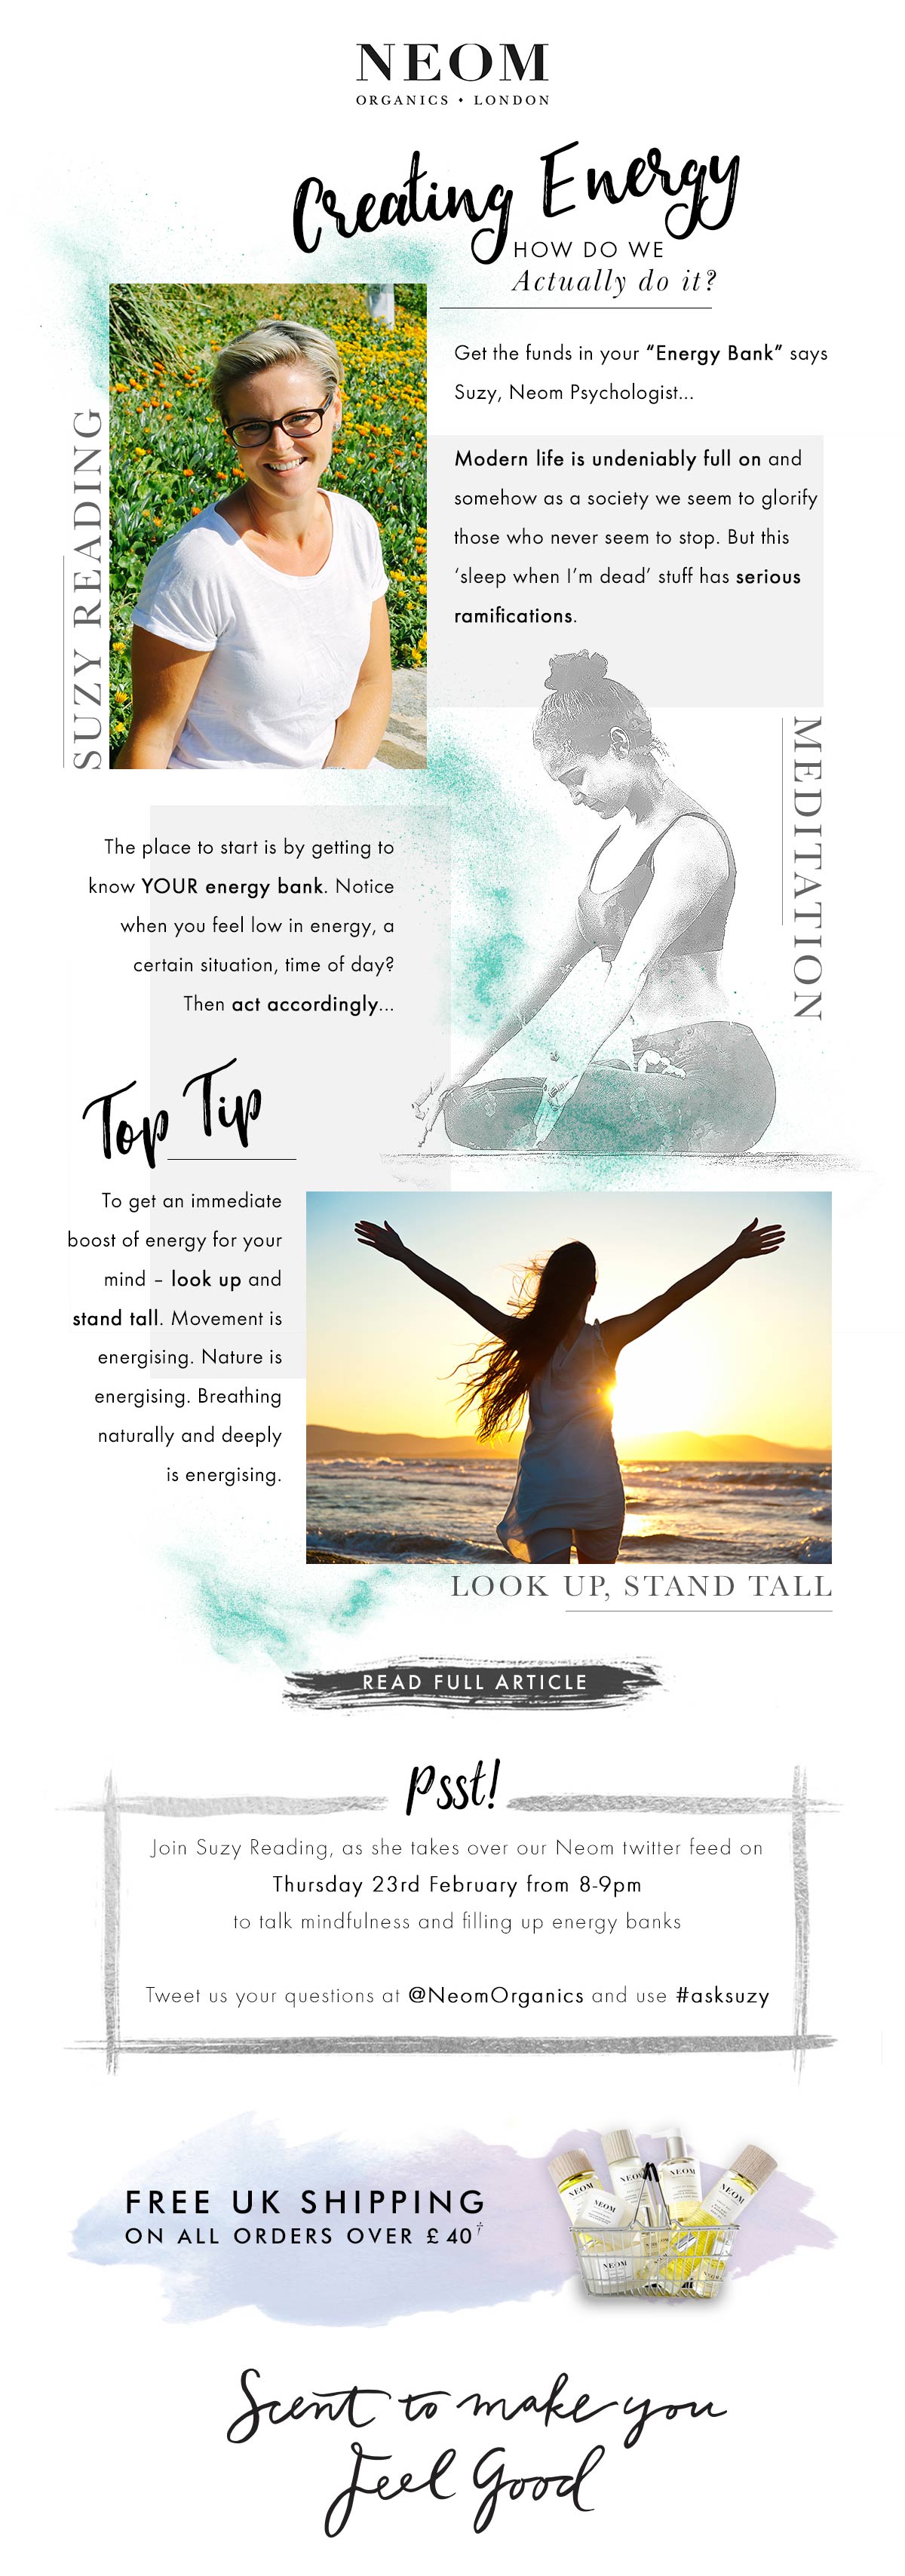 NEOM
ORGANICS • LONDON
Creating Energy
HOW DO WE
Actually do it?
SUZY READING
Get the funds in your “Energy Bank” says
Suzy, Neom Psychologist...
Modern life is undeniably full on and
somehow as a society we seem to glorify
those who never seem to stop. But this
‘sleep when I’m dead’ stuff has serious
ramifications.
MEDITATION
The place to start is by getting to
know YOUR energy bank. Notice
when you feel low in energy, a
certain situation, time of day?
Then act accordingly...
Top Tip
To get an immediate
boost of energy for your
mind – look up and
stand tall. Movement is
energising. Nature is
energising. Breathing
naturally and deeply
is energising.
LOOK UP, STAND TALL
READ FULL ARTICLE
Psst!
Join Suzy Reading, as she takes over our Neom twitter feed on
Thursday 23rd February from 8-9pm
to talk mindfulness and filling up energy banks
Tweet us your questions at @NeomOrganics and use #asksuzy
FREE UK SHIPPING
ON ALL ORDERS OVER £40†
NEOM
NEOM
NEOM
NEOM
NEOM
NEOM
Scent to make you
Feel Good